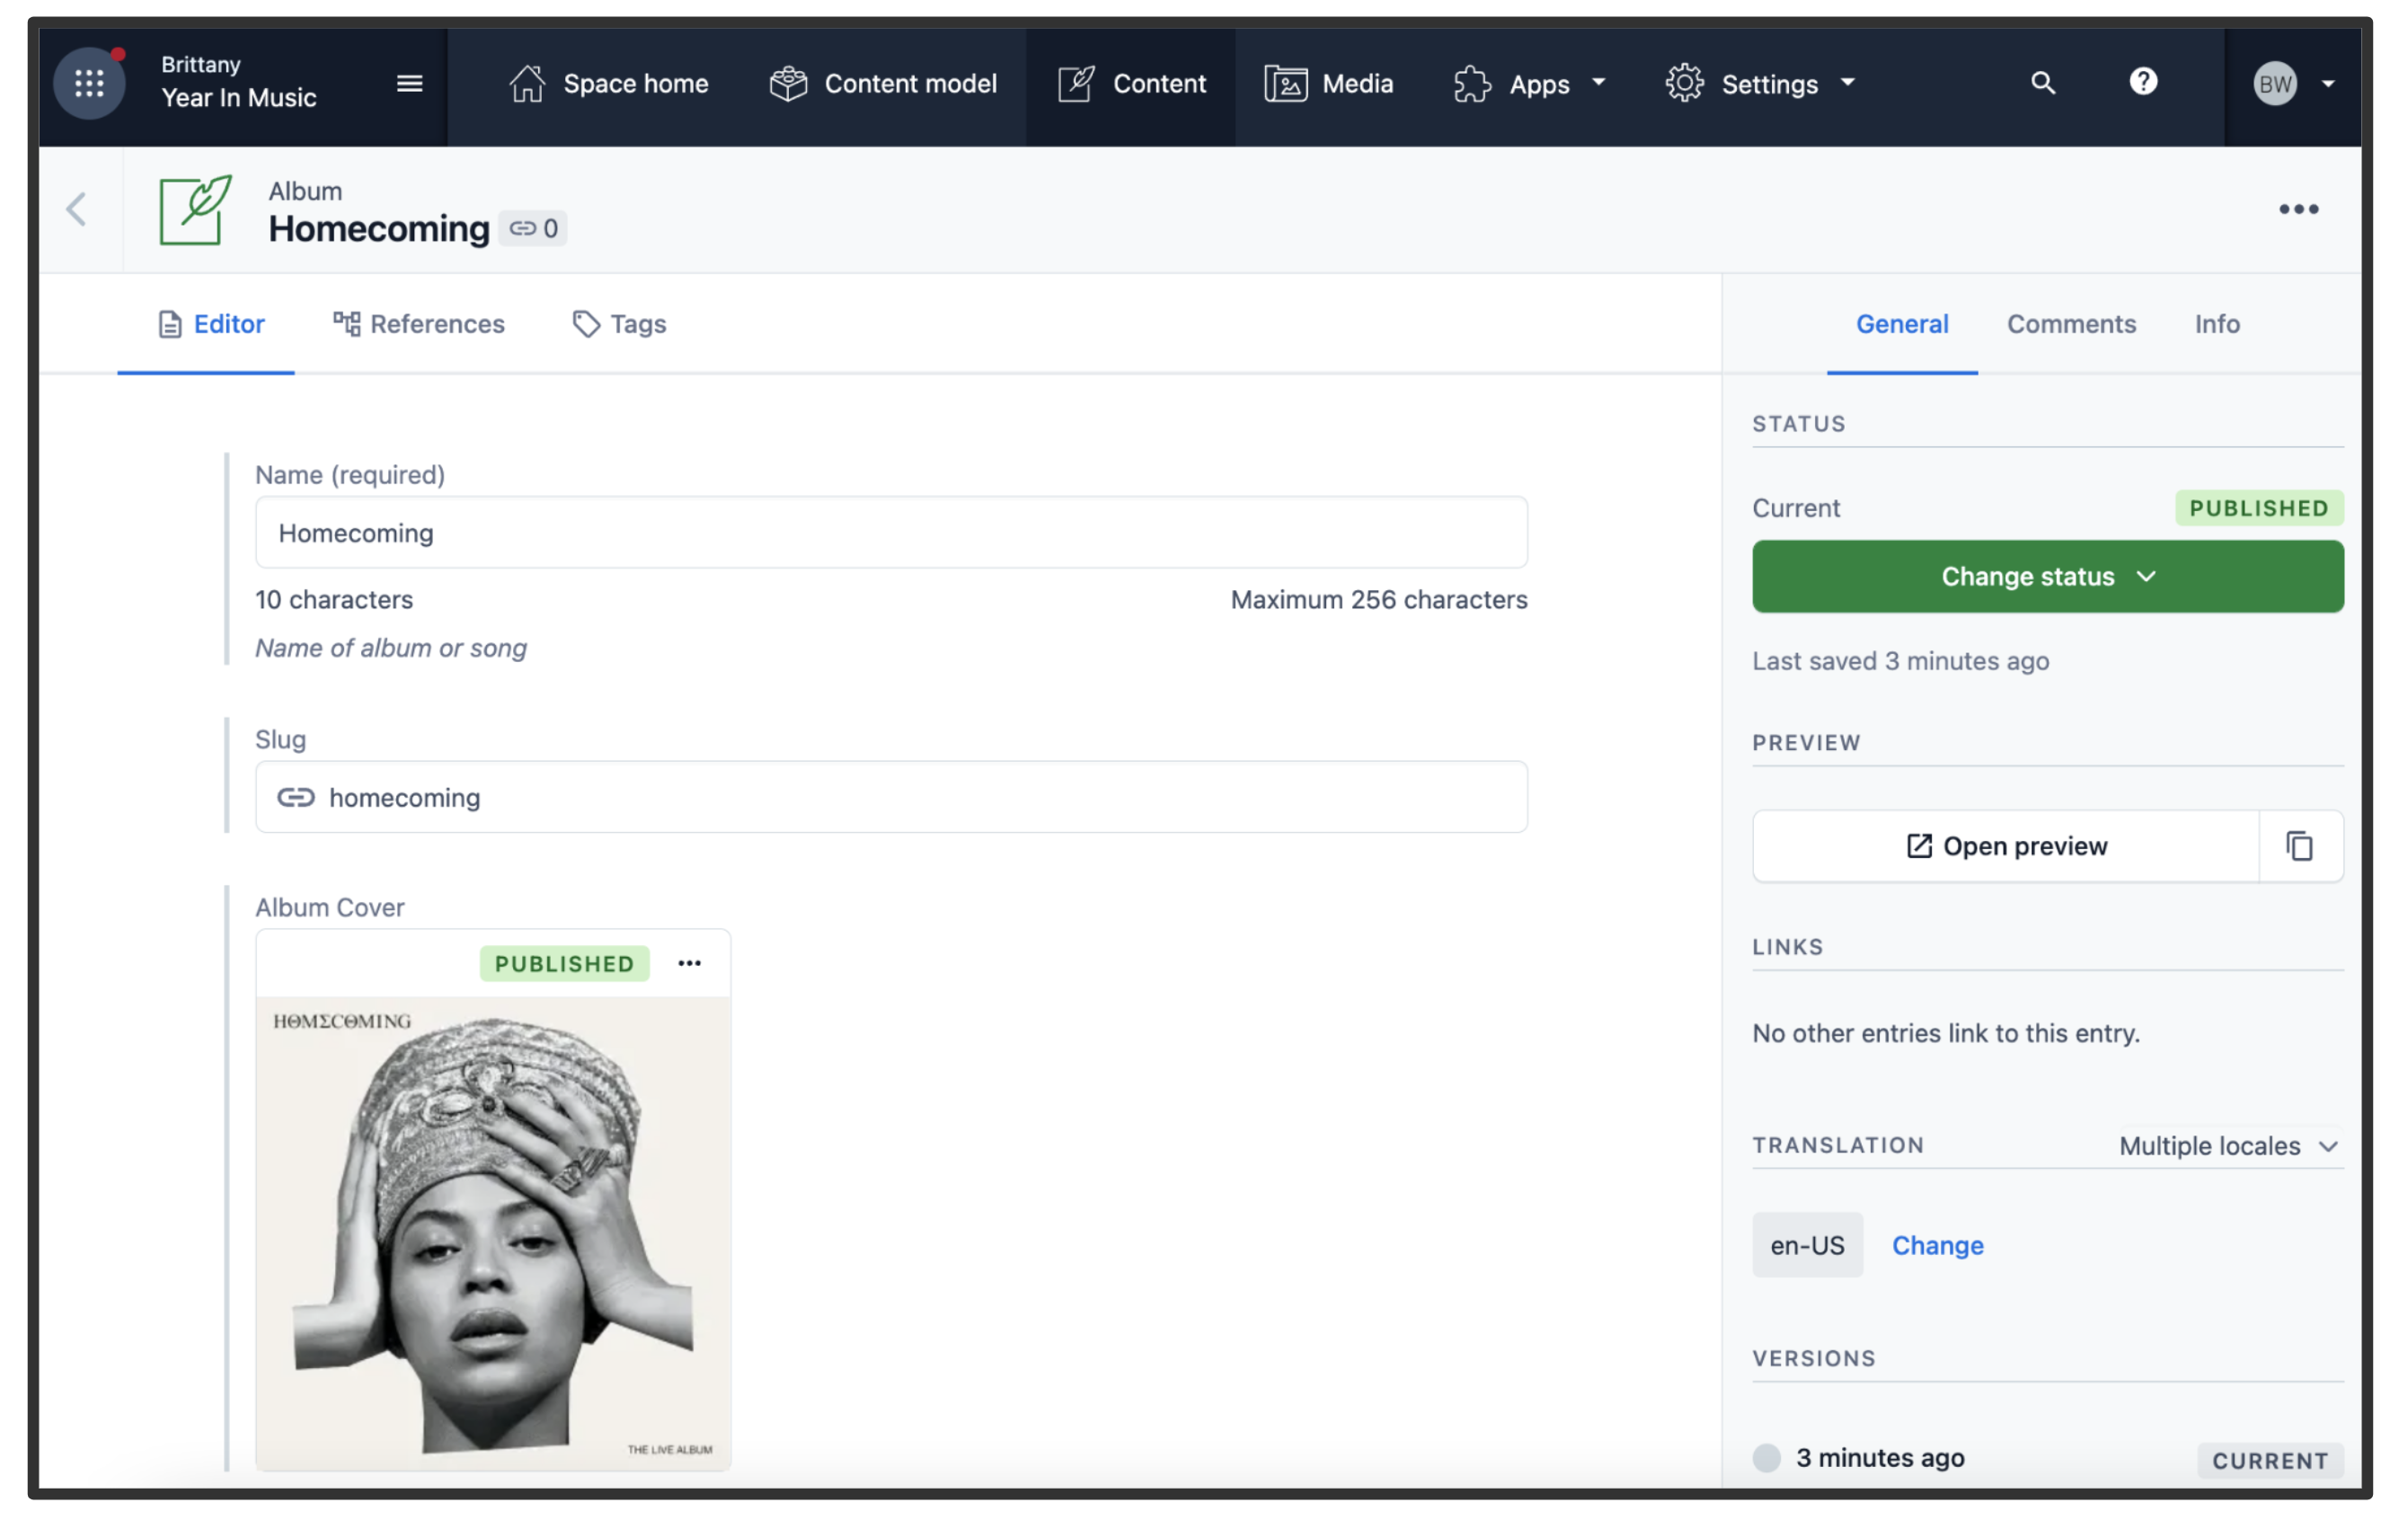 Brittany
Year In Music
Space home
Content model
Content
Media
Apps
Settings
?
BW
Album
Homecoming
0
Editor
References
Tags
General
Comments
Info
Name (required)
Homecoming
10 characters
Maximum 256 characters
Name of album or song
Slug
homecoming
Album Cover
PUBLISHED
HΘMΣCΘMING
THE LIVE ALBUM
STATUS
Current
PUBLISHED
Change status
Last saved 3 minutes ago
PREVIEW
Open preview
LINKS
No other entries link to this entry.
TRANSLATION
Multiple locales
en-US
Change
VERSIONS
3 minutes ago
CURRENT